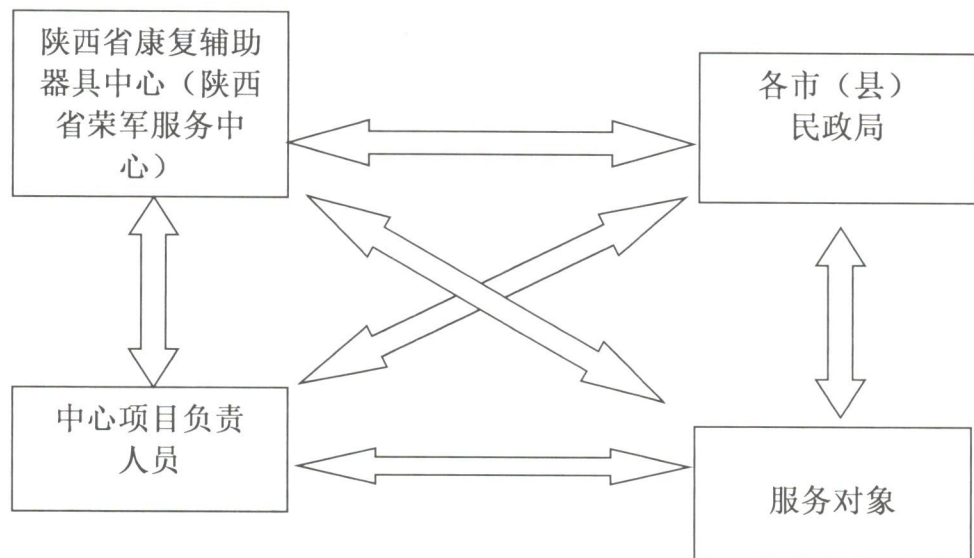 陕西省康复辅助
器具中心（陕西
省荣军服务中
心）
各市（县）
民政局
中心项目负责
人员
服务对象